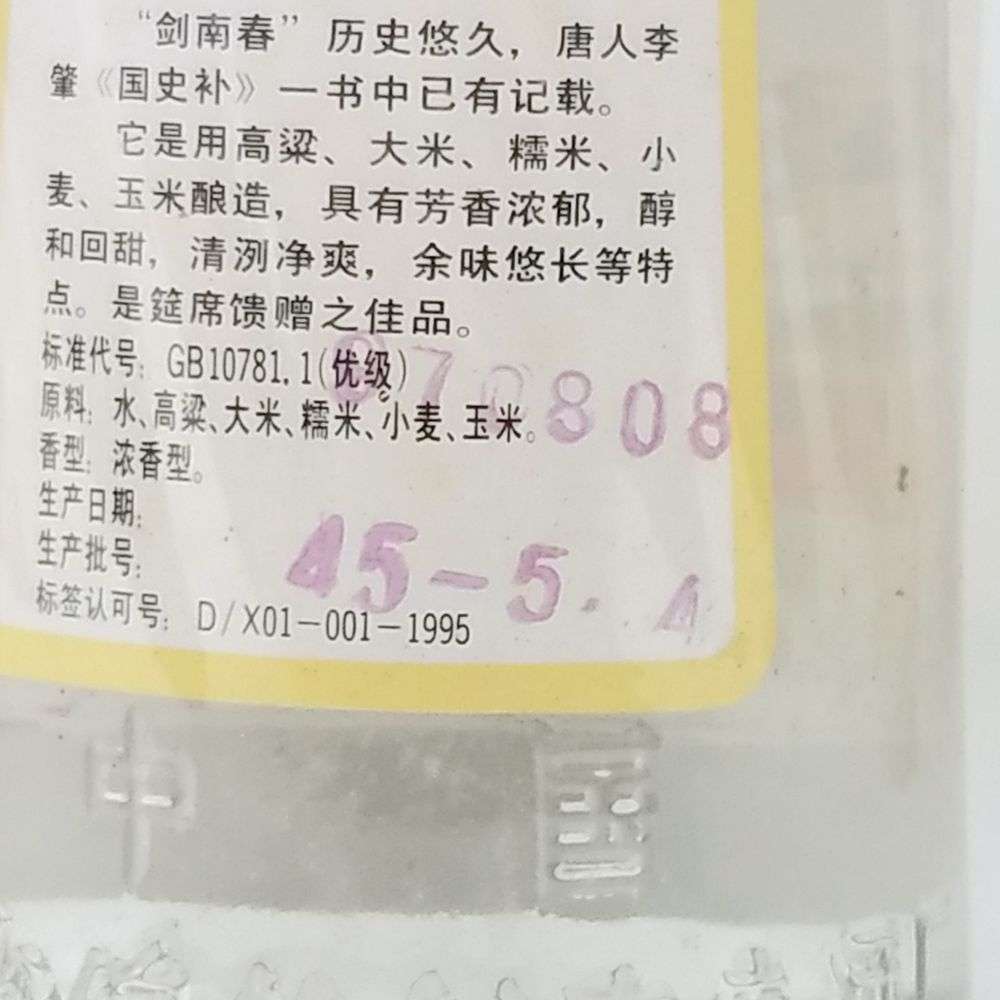 “剑南春”历史悠久，唐人李
肇《国史补》一书中已有记载。
它是用高粱、大米、糯米、小
麦、玉米酿造，具有芳香浓郁，醇
和回甜，清洌净爽，余味悠长等特
点。是筵席馈赠之佳品。
标准代号：GB10781.1(优级)
970808
原料：水、高粱、大米、糯米、小麦、玉米。
香型：浓香型。
生产日期：
生产批号：
45-5.4
标签认可号：D/X01-001-1995
中国